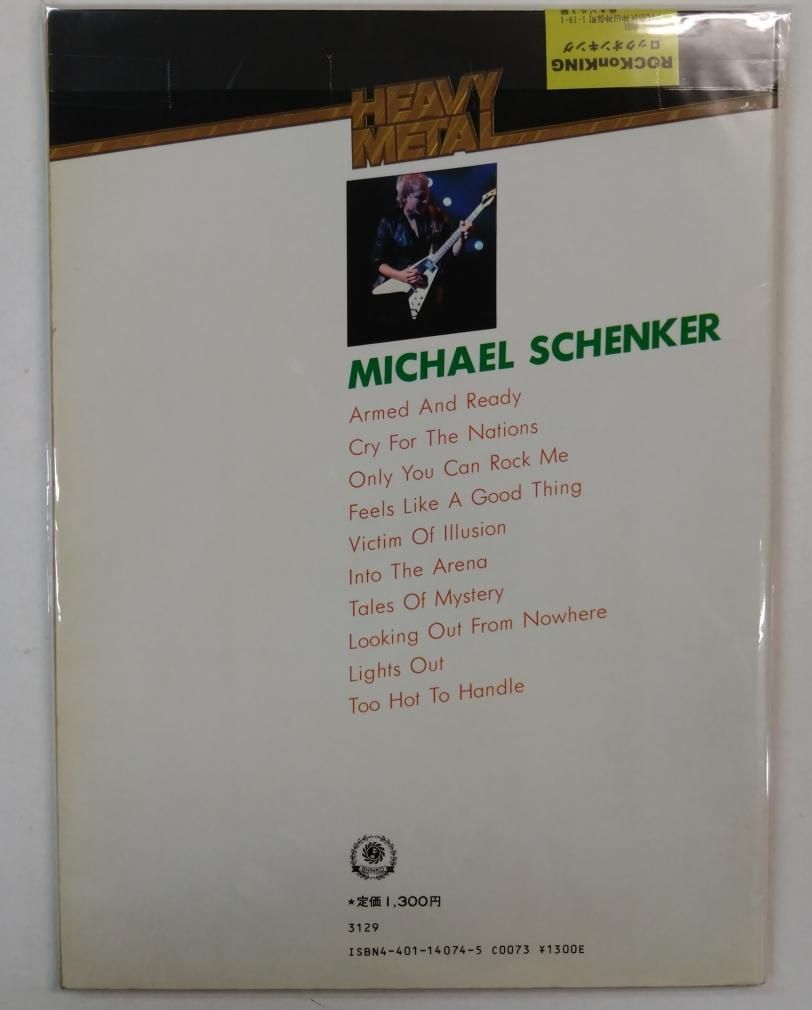 ROCKonKING
ロックオンキング
HEAVY
METAL
MICHAEL SCHENKER
Armed And Ready
Cry For The Nations
Only You Can Rock Me
Feels Like A Good Thing
Victim Of Illusion
Into The Arena
Tales Of Mystery
Looking Out From Nowhere
Lights Out
Too Hot To Handle
SHINKO
★定価1,300円
3129
ISBN4-401-14074-5 C0073 ¥1300E